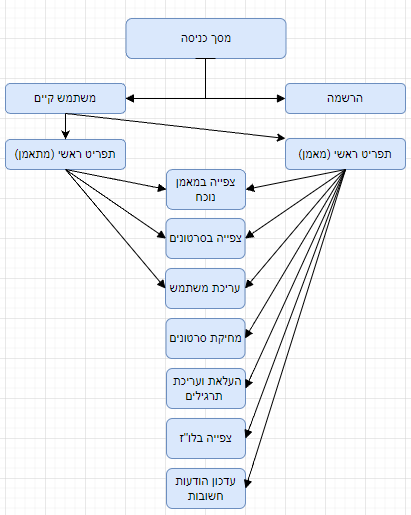 מסך כניסה
הרשמה
משתמש קיים
תפריט ראשי (מאמן)
תפריט ראשי (מתאמן)
צפייה במאמן
נוכח
צפייה בסרטונים
עריכת משתמש
מחיקת סרטונים
העלאת ועריכת
תרגילים
צפייה בלו"ז
עדכון הודעות
חשובות